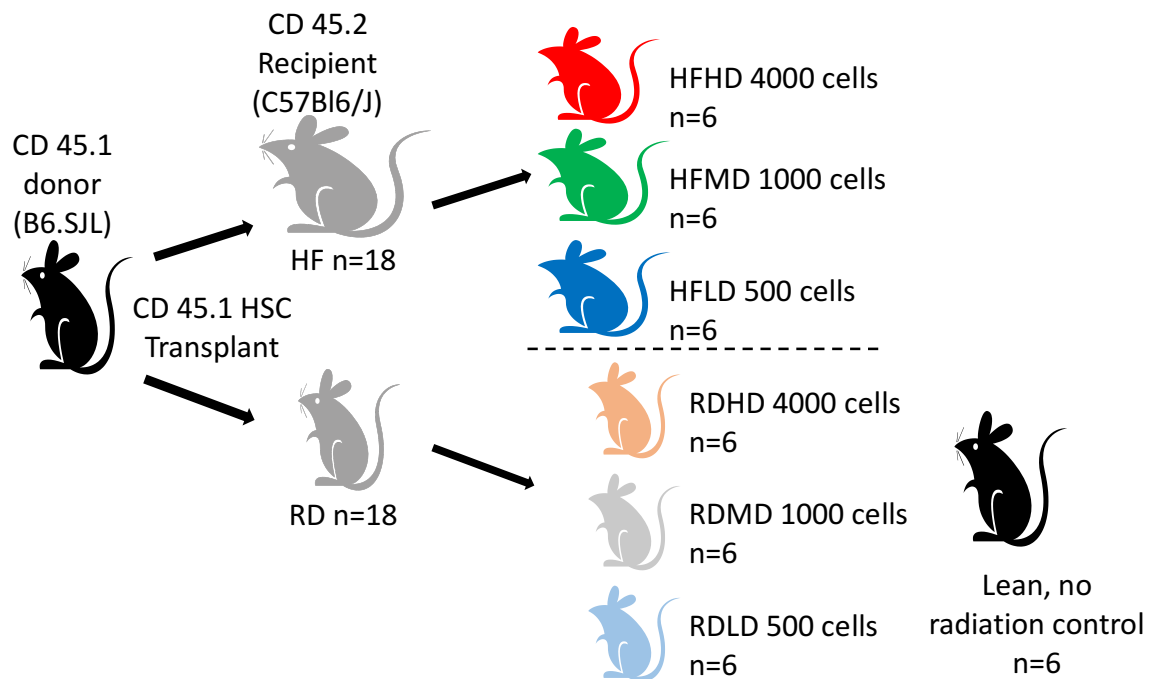 CD 45.1
donor
(B6.SJL)
CD 45.1 HSC
Transplant
CD 45.2
Recipient
(C57Bl6/J)
HF n=18
RD n=18
HFHD 4000 cells
n=6
HFMD 1000 cells
n=6
HFLD 500 cells
n=6
RDHD 4000 cells
n=6
RDMD 1000 cells
n=6
RDLD 500 cells
n=6
Lean, no
radiation control
n=6